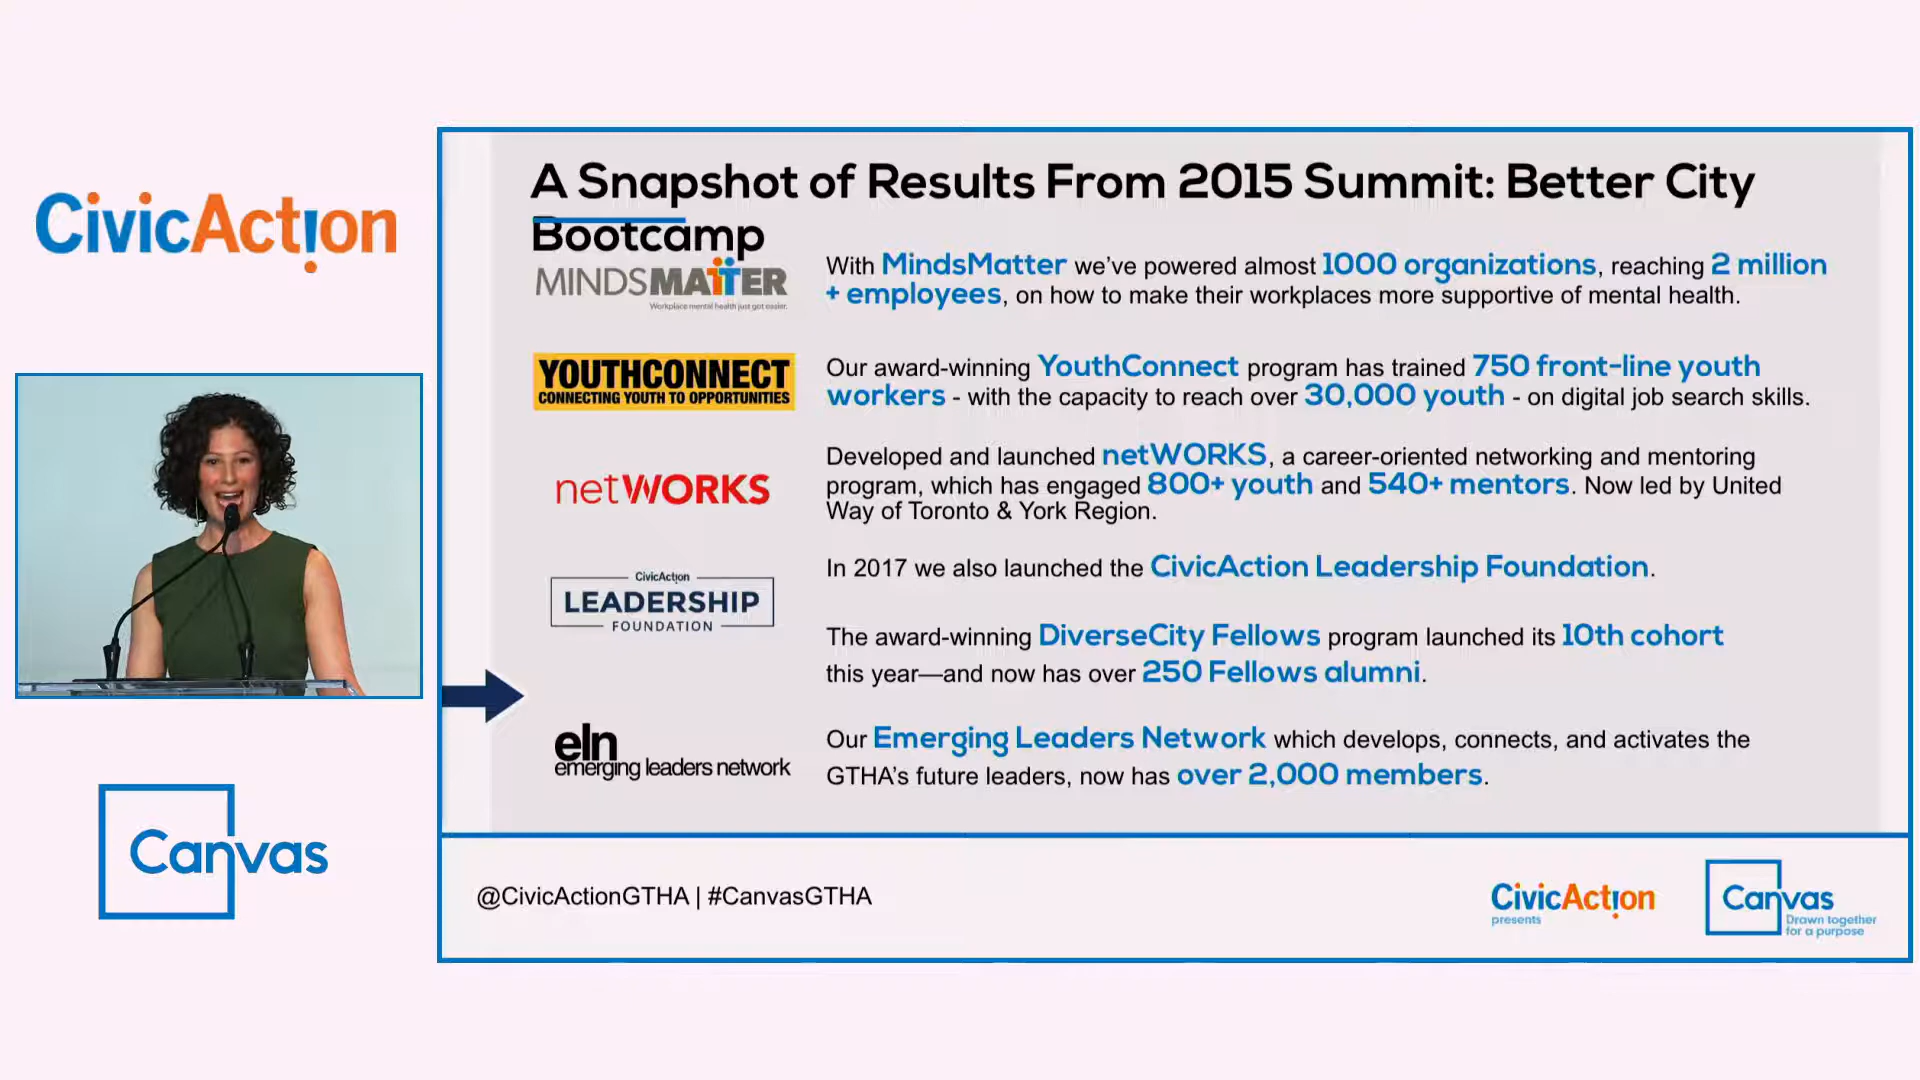 CivicAction
Canvas
A Snapshot of Results From 2015 Summit: Better City
Bootcamp
MINDSMATTER
Workplace mental health just got easier.
With MindsMatter we’ve powered almost 1000 organizations, reaching 2 million
+ employees, on how to make their workplaces more supportive of mental health.
YOUTHCONNECT
CONNECTING YOUTH TO OPPORTUNITIES
Our award-winning YouthConnect program has trained 750 front-line youth
workers - with the capacity to reach over 30,000 youth - on digital job search skills.
netWORKS
Developed and launched netWORKS, a career-oriented networking and mentoring
program, which has engaged 800+ youth and 540+ mentors. Now led by United
Way of Toronto & York Region.
CivicAction
LEADERSHIP
FOUNDATION
In 2017 we also launched the CivicAction Leadership Foundation.
The award-winning DiverseCity Fellows program launched its 10th cohort
this year—and now has over 250 Fellows alumni.
eln
emerging leaders network
Our Emerging Leaders Network which develops, connects, and activates the
GTHA’s future leaders, now has over 2,000 members.
@CivicActionGTHA | #CanvasGTHA
CivicAction
presents
Canvas
Drawn together
for a purpose